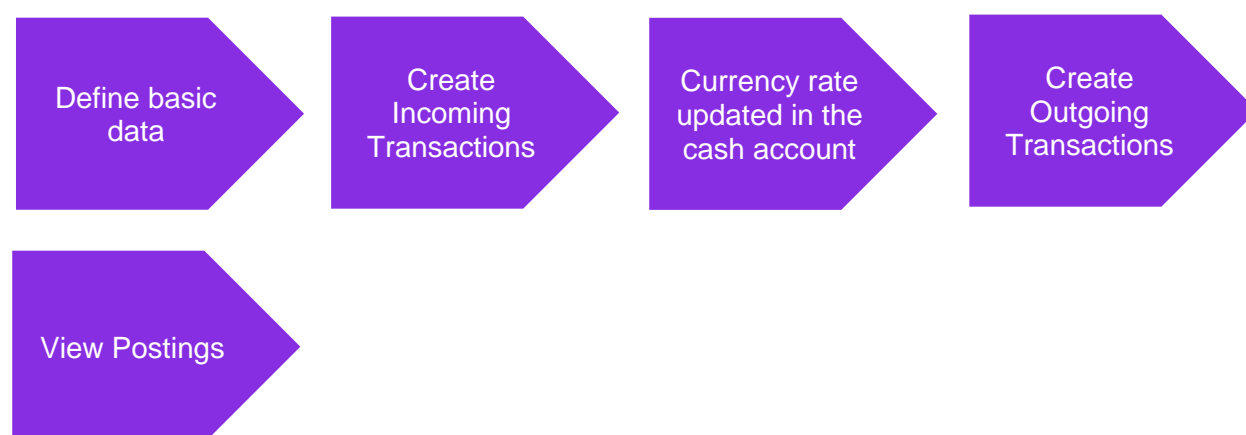 Define basic
data
Create
Incoming
Transactions
Currency rate
updated in the
cash account
Create
Outgoing
Transactions
View Postings